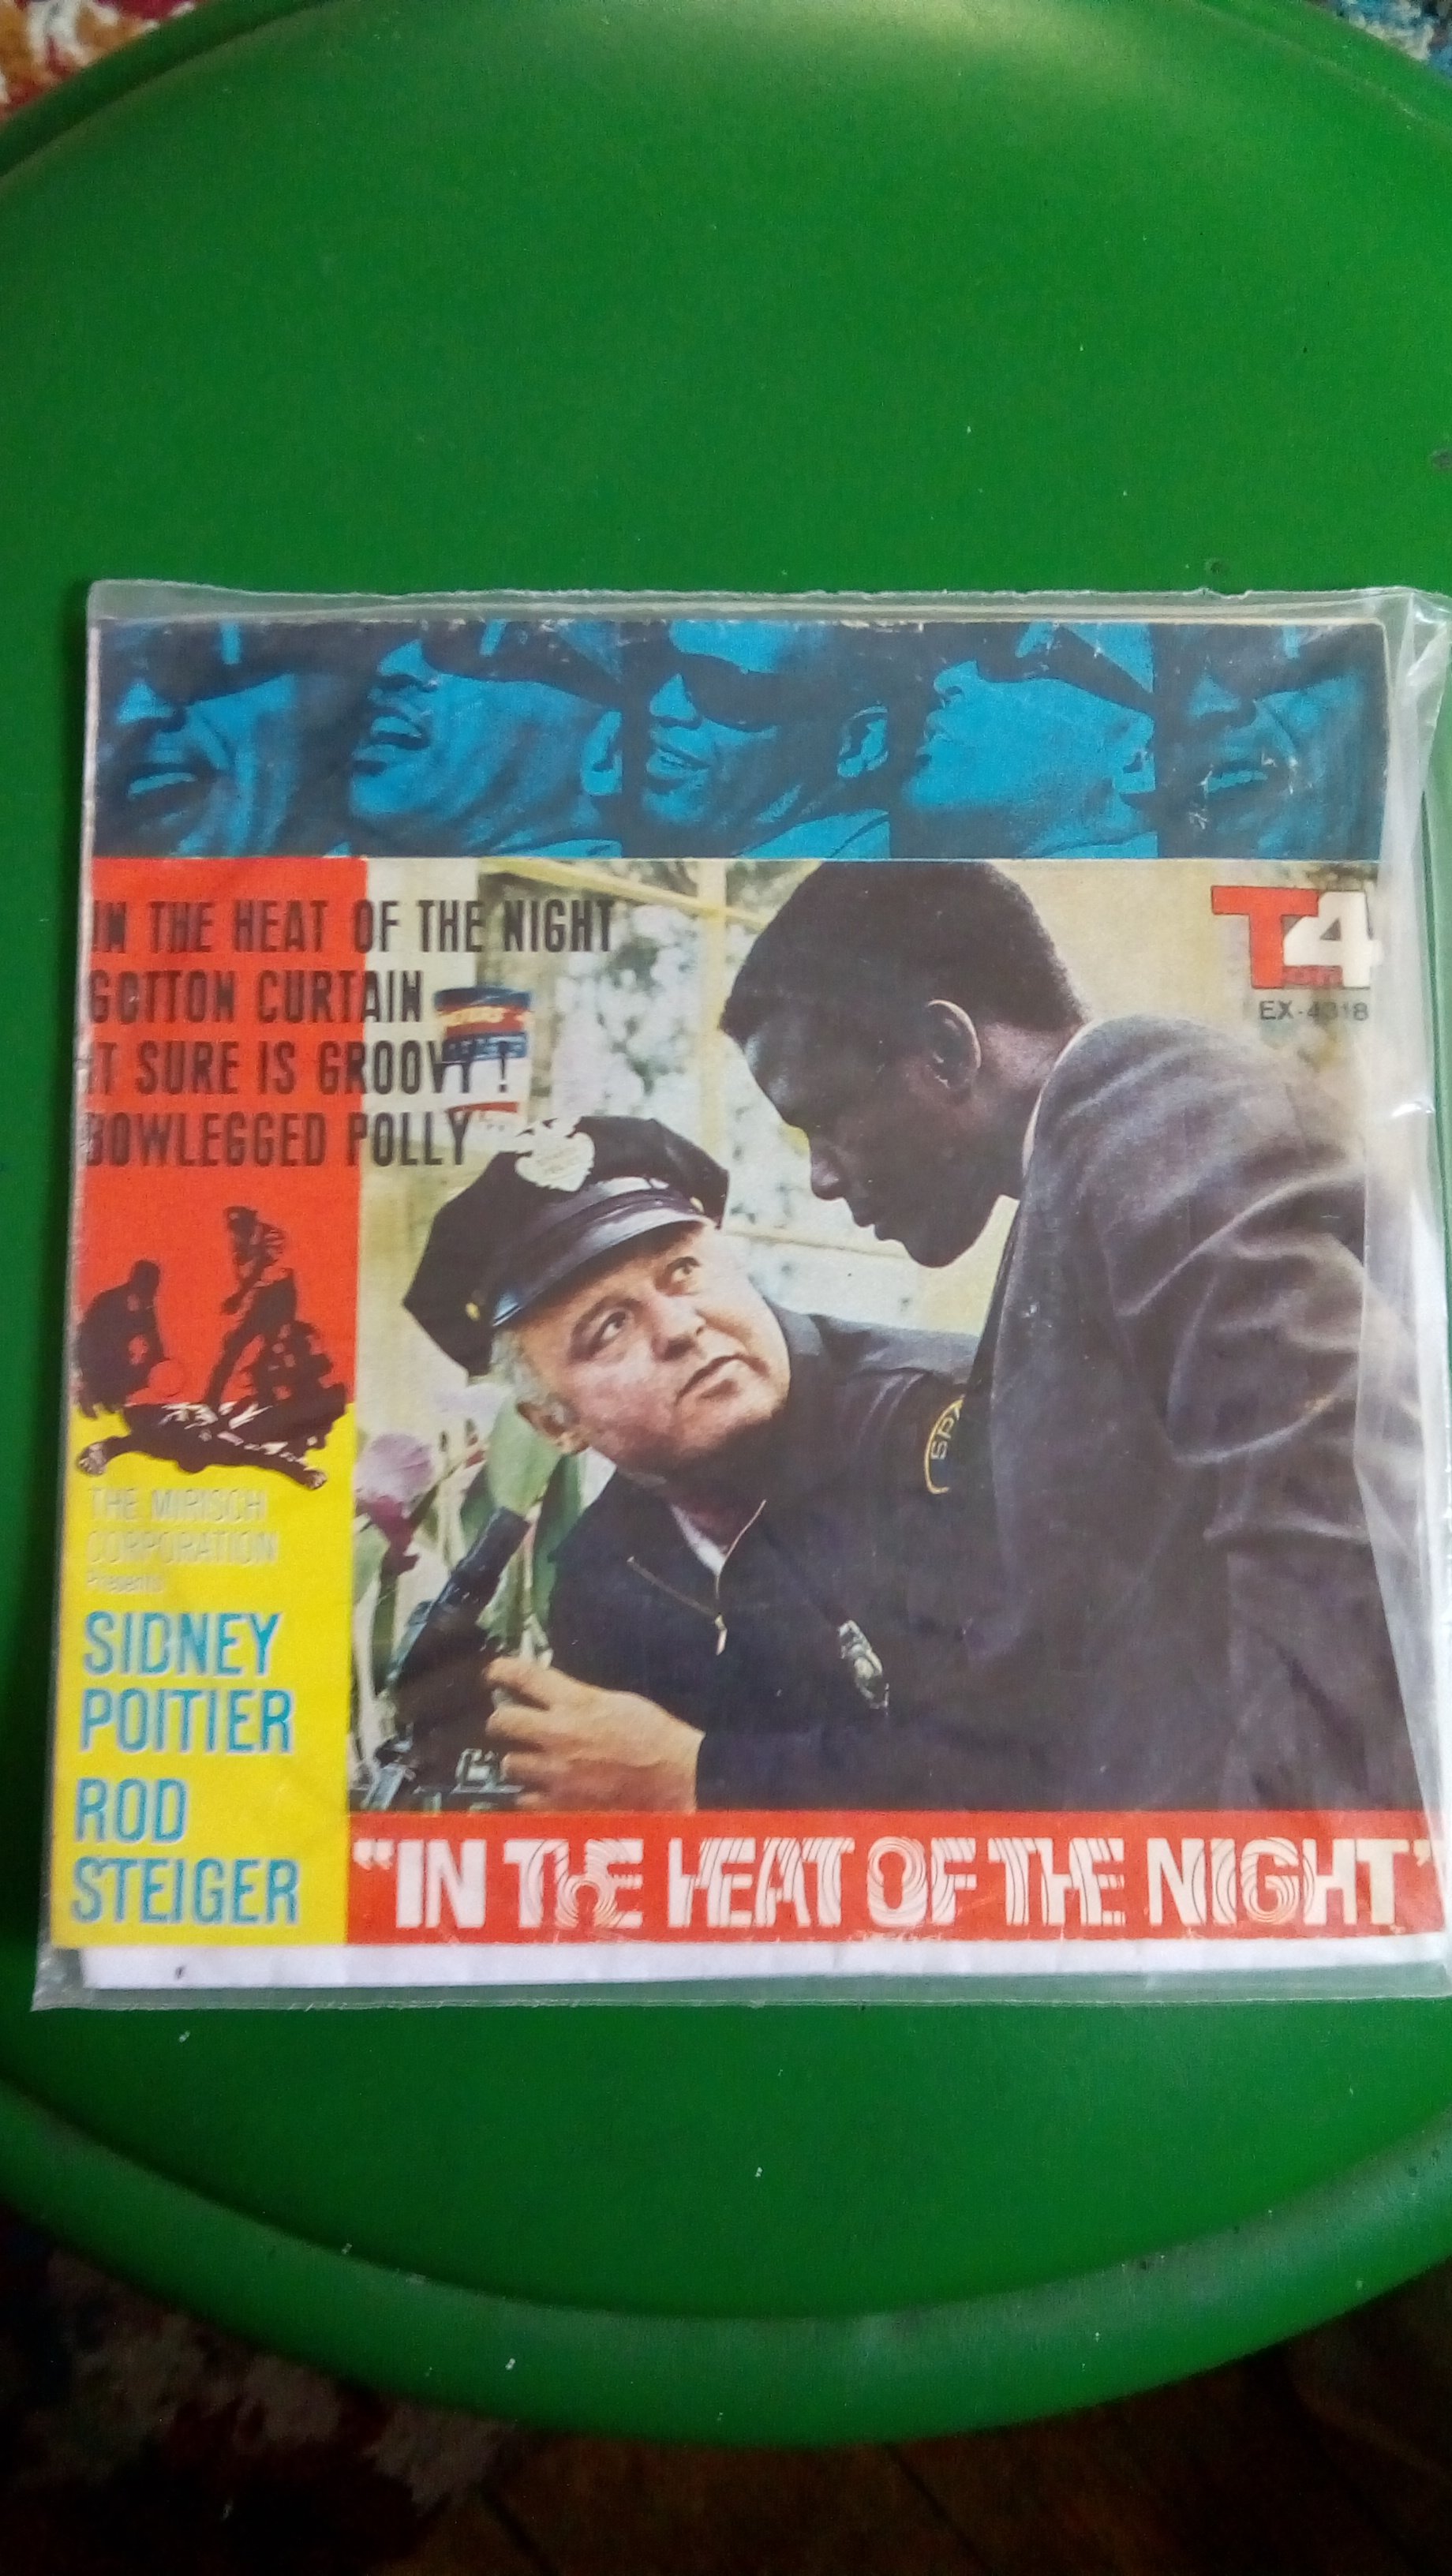 IN THE HEAT OF THE NIGHT
GOTTON CURTAIN
IT SURE IS GROOVY!
BOWLEGGED POLLY
T4
EX-4318
THE MIRISCH
CORPORATION
Presents
SIDNEY
POITIER
ROD
STEIGER
"IN THE HEAT OF THE NIGHT"